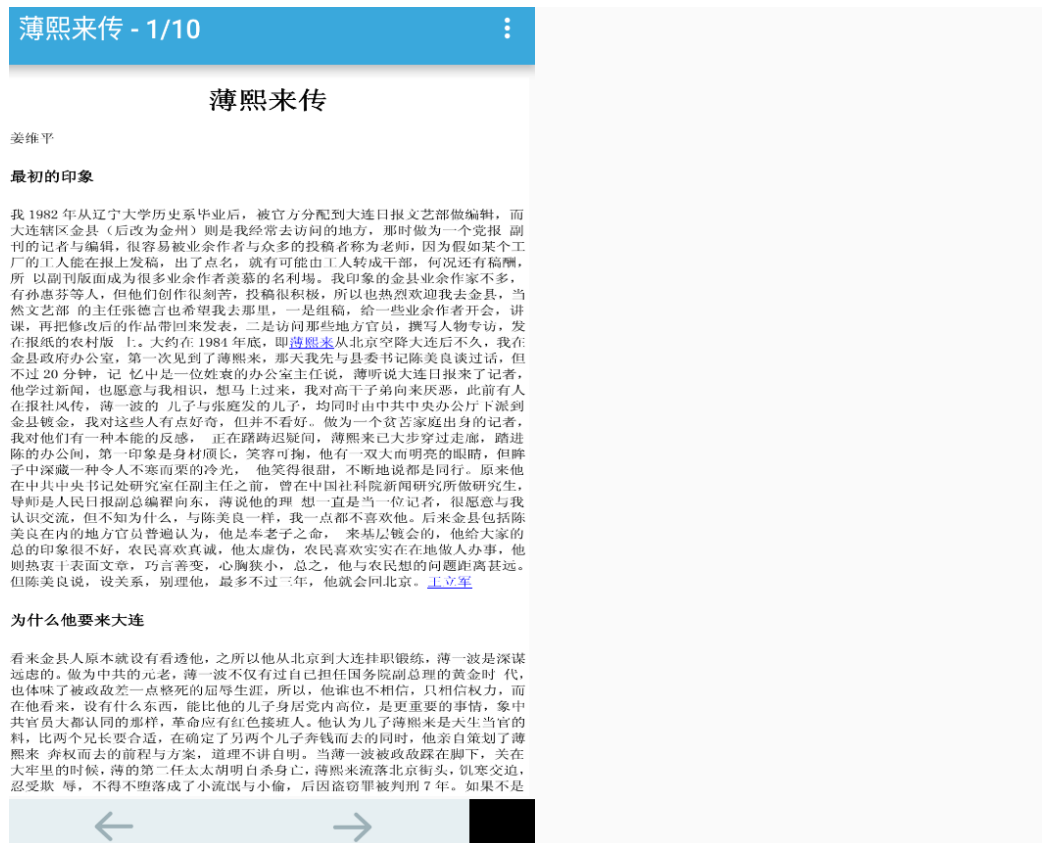 薄熙来传 - 1/10
薄熙来传
姜维平
最初的印象
我 1982 年从辽宁大学历史系毕业后，被官方分配到大连日报文艺部做编辑，而
大连辖区金县（后改为金州）则是我经常去访问的地方，那时做为一个党报 副
刊的记者与编辑，很容易被业余作者与众多的投稿者称为老师，因为假如某个工
厂的工人能在报上发稿，出了点名，就有可能由工人转成干部，何况还有稿酬，
所 以副刊版面成为很多业余作者羡慕的名利場。我印象的金县业余作家不多，
有孙惠芬等人，但他们创作很刻苦，投稿很积极，所以也热烈欢迎我去金县，当
然文艺部 的主任张德言也希望我去那里，一是组稿，给一些业余作者开会，讲
课，再把修改后的作品带回来发表，二是访问那些地方官员，撰写人物专访，发
在报纸的农村版 上。大约在 1984 年底，即薄熙来从北京空降大连后不久，我在
金县政府办公室，第一次见到了薄熙来，那天我先与县委书记陈美良谈过话，但
不过 20 分钟，记 忆中是一位姓袁的办公室主任说，薄听说大连日报来了记者，
他学过新闻，也愿意与我相识，想马上过来，我对高干子弟向来厌恶，此前有人
在报社风传，薄一波的 儿子与张庭发的儿子，均同时由中共中央办公厅下派到
金县镀金，我对这些人有点好奇，但并不看好。做为一个贫苦家庭出身的记者，
我对他们有一种本能的反感， 正在躇踌迟疑间，薄熙来已大步穿过走廊，踏进
陈的办公间，第一印象是身材颀长，笑容可掬，他有一双大而明亮的眼睛，但眸
子中深藏一种令人不寒而栗的冷光， 他笑得很甜，不断地说都是同行。原来他
在中共中央书记处研究室任副主任之前，曾在中国社科院新闻研究所做研究生，
导师是人民日报副总编翟向东，薄说他的理 想一直是当一位记者，很愿意与我
认识交流，但不知为什么，与陈美良一样，我一点都不喜欢他。后来金县包括陈
美良在内的地方官员普遍认为，他是奉老子之命， 来基层镀会的，他给大家的
总的印象很不好，农民喜欢真诚，他太虚伪，农民喜欢实实在在地做人办事，他
则热衷于表面文章，巧言善变，心胸狭小，总之，他与农民想的问题距离甚远。
但陈美良说，设关系，别理他，最多不过三年，他就会回北京。王立军
为什么他要来大连
看来金县人原本就设有看透他，之所以他从北京到大连挂职锻练，薄一波是深谋
远虑的。做为中共的元老，薄一波不仅有过自己担任国务院副总理的黄金时 代，
也体味了被政敌差一点整死的屈辱生涯，所以，他谁也不相信，只相信权力，而
在他看来，设有什么东西，能比他的儿子身居党内高位，是更重要的事情，象中
共官员大都认同的那样，革命应有红色接班人。他认为儿子薄熙来是天生当官的
料，比两个兄长要合适，在确定了另两个儿子奔钱而去的同时，他亲自策划了薄
熙来 奔权而去的前程与方案，道理不讲自明。当薄一波被政敌踩在脚下，关在
大牢里的时候，薄的第二任太太胡明自杀身亡，薄熙来流落北京街头，饥寒交迫，
忍受欺 辱，不得不堕落成了小流氓与小偷，后因盗窃罪被判刑 7 年。如果不是